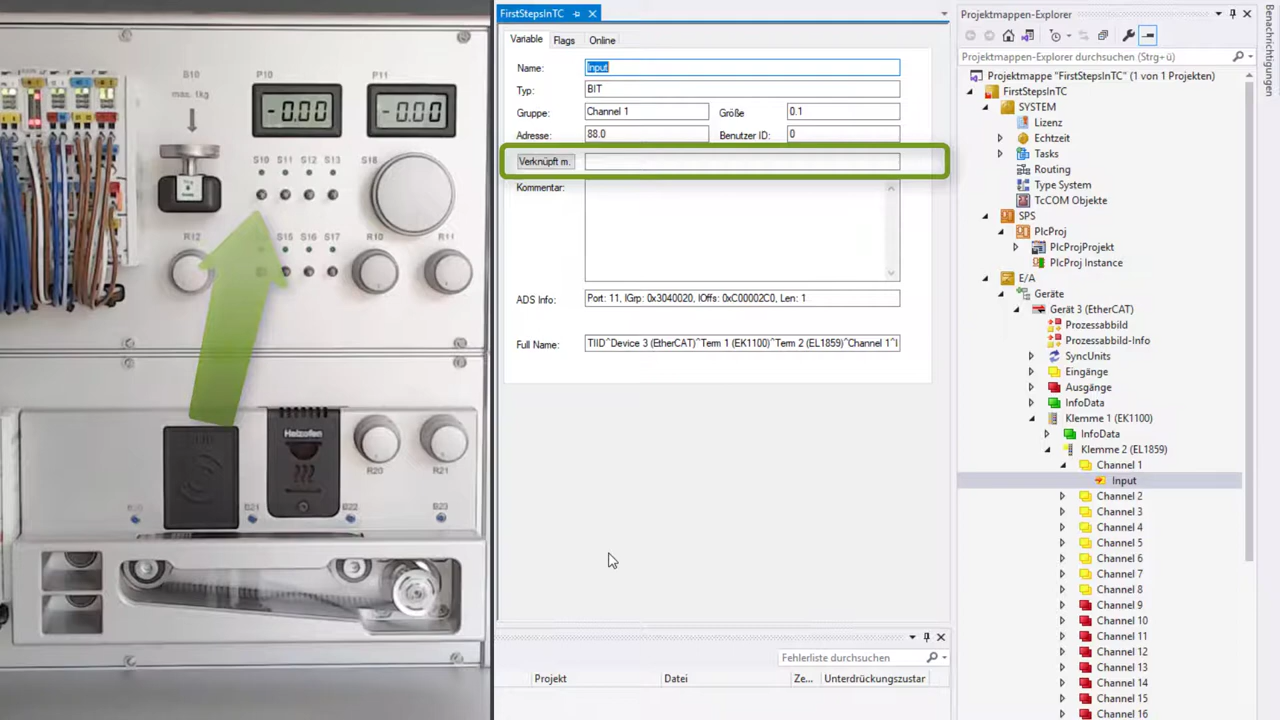 B10
max. 1kg
P10
P11
-0.00
-0.00
S10 S11 S12 S13
S18
S15 S16 S17
R12
R10
R11
Heizofen
R20
R21
B21
B22
B23
FirstStepsInTC
Variable
Flags
Online
Name:
Input
Typ:
BIT
Gruppe:
Channel 1
Größe
0.1
Adresse:
88.0
Benutzer ID:
0
Verknüpft m.
Kommentar:
ADS Info:
Port: 11, IGrp: 0x3040020, IOffs: 0xC00002C0, Len: 1
Full Name:
TIID^Device 3 (EtherCAT)^Term 1 (EK1100)^Term 2 (EL1859)^Channel 1^I
Fehlerliste durchsuchen
Projekt
Datei
Ze...
Unterdrückungszustar
Projektmappen-Explorer
Projektmappen-Explorer durchsuchen (Strg+ü)
Projektmappe "FirstStepsInTC" (1 von 1 Projekten)
FirstStepsInTC
SYSTEM
Lizenz
Echtzeit
Tasks
Routing
Type System
TcCOM Objekte
SPS
PlcProj
PlcProjProjekt
PlcProj Instance
E/A
Geräte
Gerät 3 (EtherCAT)
Prozessabbild
Prozessabbild-Info
SyncUnits
Eingänge
Ausgänge
InfoData
Klemme 1 (EK1100)
InfoData
Klemme 2 (EL1859)
Channel 1
Input
Channel 2
Channel 3
Channel 4
Channel 5
Channel 6
Channel 7
Channel 8
Channel 9
Channel 10
Channel 11
Channel 12
Channel 13
Channel 14
Channel 15
Channel 16
Benachrichtigungen